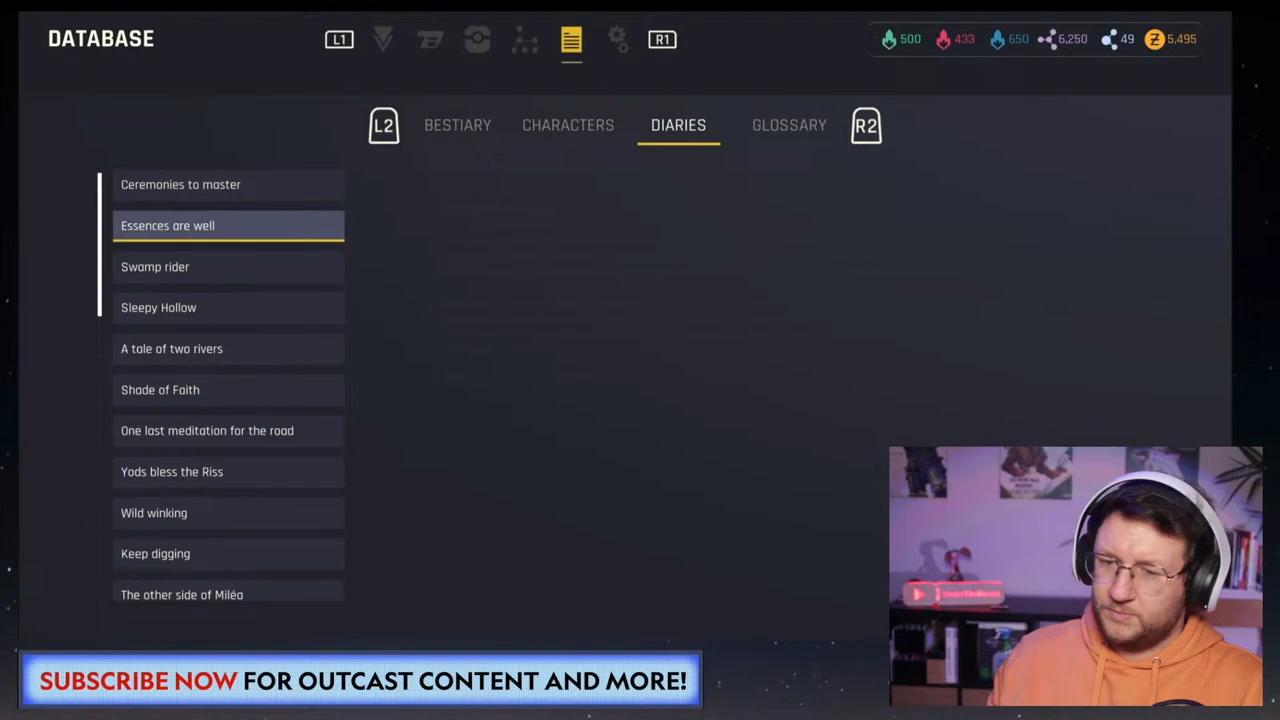 DATABASE
L1
R1
500
433
650
6,250
49
5,495
L2
BESTIARY
CHARACTERS
DIARIES
GLOSSARY
R2
Ceremonies to master
Essences are well
Swamp rider
Sleepy Hollow
A tale of two rivers
Shade of Faith
One last meditation for the road
Yods bless the Riss
Wild winking
Keep digging
The other side of Miléa
SUBSCRIBE NOW FOR OUTCAST CONTENT AND MORE!